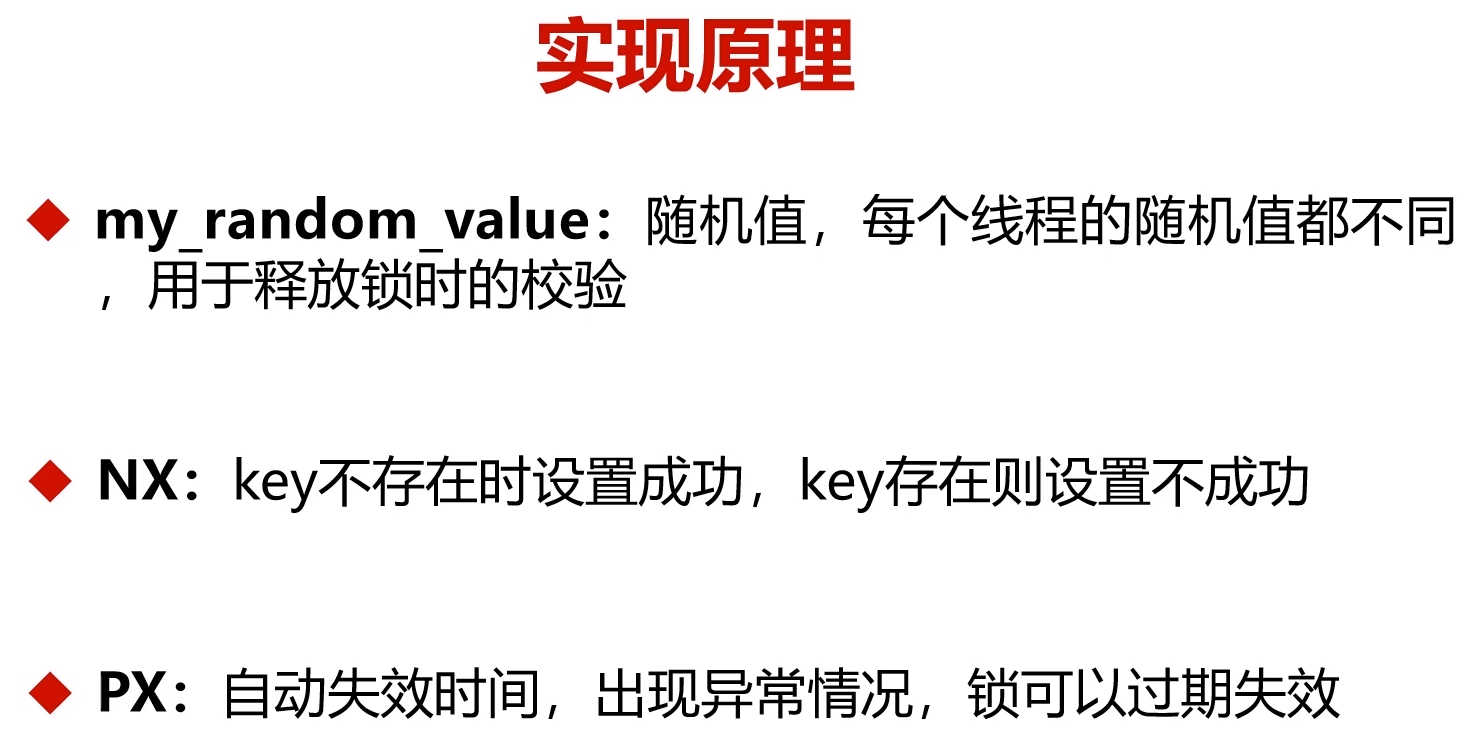 实现原理
my_random_value：随机值，每个线程的随机值都不同
，用于释放锁时的校验
NX：key不存在时设置成功，key存在则设置不成功
PX：自动失效时间，出现异常情况，锁可以过期失效